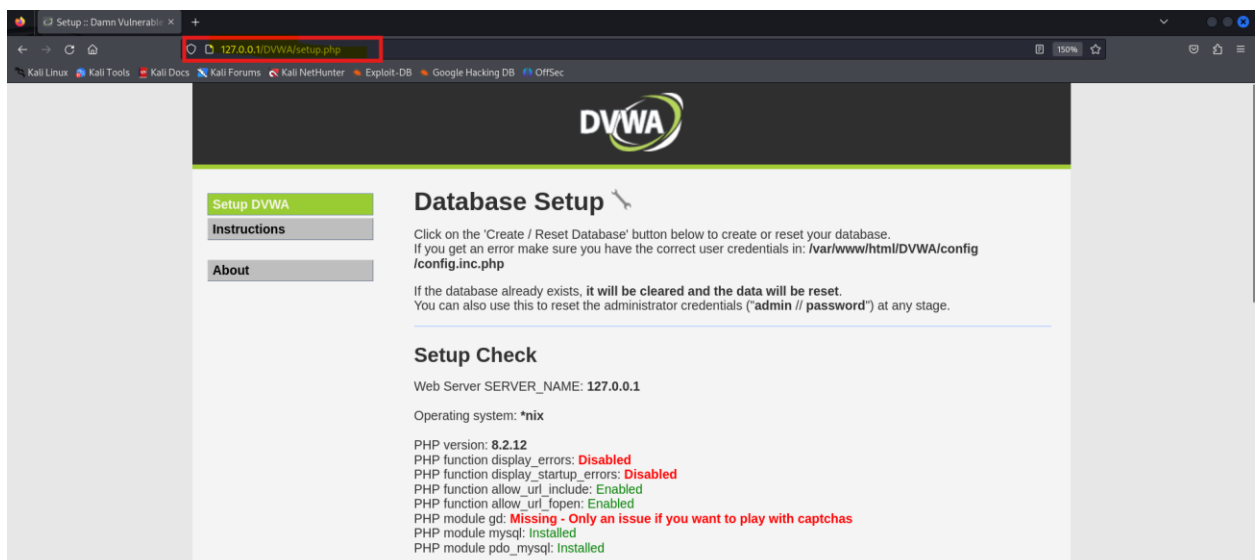 Setup :: Damn Vulnerable
127.0.0.1/DVWA/setup.php
150%
Kali Linux Kali Tools Kali Docs Kali Forums Kali NetHunter Exploit-DB Google Hacking DB OffSec
DVWA
Setup DVWA
Instructions
About
Database Setup
Click on the 'Create / Reset Database' button below to create or reset your database.
If you get an error make sure you have the correct user credentials in: /var/www/html/DVWA/config
/config.inc.php
If the database already exists, it will be cleared and the data will be reset.
You can also use this to reset the administrator credentials ("admin // password") at any stage.
Setup Check
Web Server SERVER_NAME: 127.0.0.1
Operating system: *nix
PHP version: 8.2.12
PHP function display_errors: Disabled
PHP function display_startup_errors: Disabled
PHP function allow_url_include: Enabled
PHP function allow_url_fopen: Enabled
PHP module gd: Missing - Only an issue if you want to play with captchas
PHP module mysql: Installed
PHP module pdo_mysql: Installed